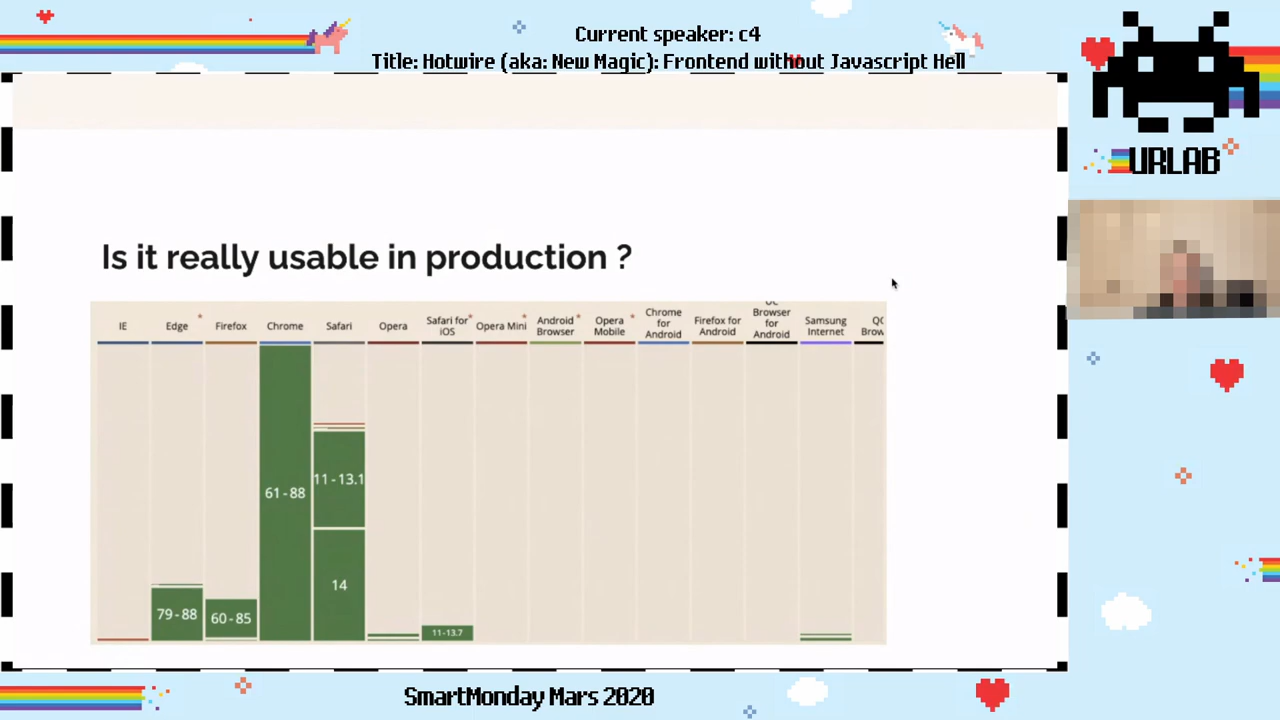 Current speaker: c4
Title: Hotwire (aka: New Magic): Frontend without Javascript Hell
URLAB
Is it really usable in production ?
IE
Edge
Firefox
Chrome
Safari
Opera
Safari for iOS
Opera Mini
Android Browser
Opera Mobile
Chrome for Android
Firefox for Android
UC Browser for Android
Samsung Internet
61-88
11-13.1
14
79-88
60-85
11-13.7
SmartMonday Mars 2020